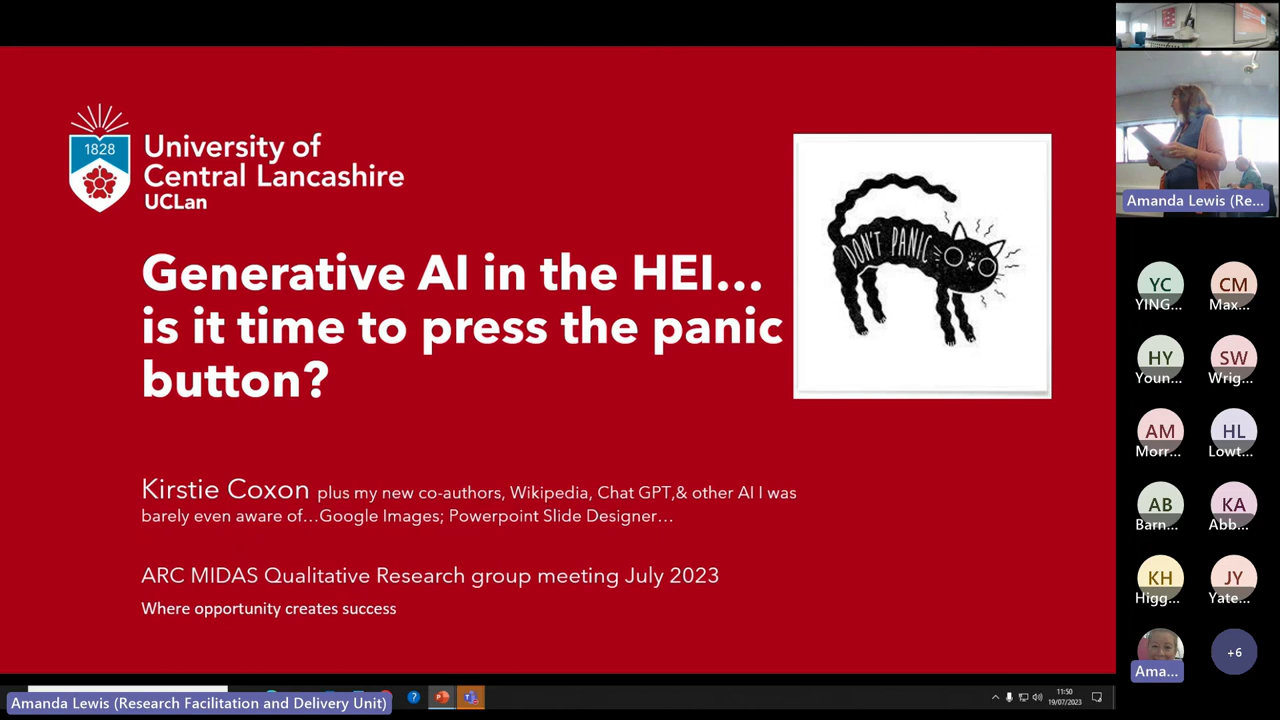 1828
University of
Central Lancashire
UCLan
DON'T PANIC
Generative AI in the HEI...
is it time to press the panic
button?
Kirstie Coxon plus my new co-authors, Wikipedia, Chat GPT,& other AI I was
barely even aware of...Google Images; Powerpoint Slide Designer...
ARC MIDAS Qualitative Research group meeting July 2023
Where opportunity creates success
Amanda Lewis (Research Facilitation and Delivery Unit)
11:50
19/07/2023
Amanda Lewis (Re...
YC
CM
YING...
Max...
HY
SW
Youn...
Wrig...
AM
HL
Morr...
Lowt...
AB
KA
Barn...
Abb...
KH
JY
Higg...
Yate...
+6
Ama...